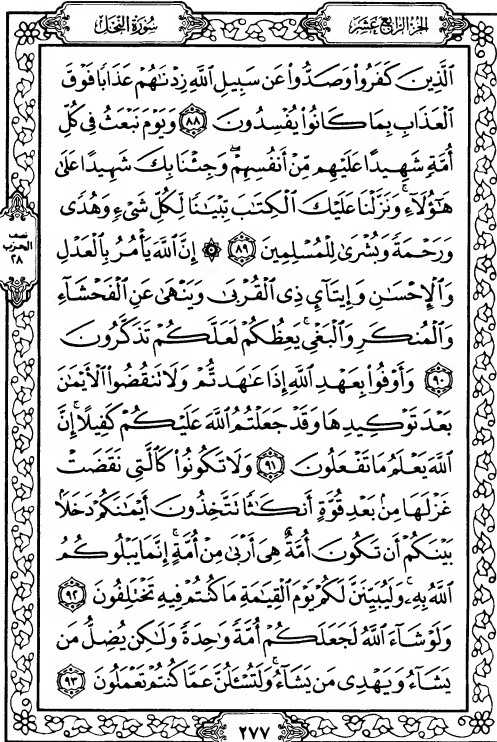 الجزء الرابع عشر
سورة النحل
ٱلَّذِينَ كَفَرُوا۟ وَصَدُّوا۟ عَن سَبِيلِ ٱللَّهِ زِدْنَـٰهُمْ عَذَابًا فَوْقَ
ٱلْعَذَابِ بِمَا كَانُوا۟ يُفْسِدُونَ ٨٨ وَيَوْمَ نَبْعَثُ فِى كُلِّ
أُمَّةٍ شَهِيدًا عَلَيْهِم مِّنْ أَنفُسِهِمْ ۖ وَجِئْنَا بِكَ شَهِيدًا عَلَىٰ
هَـٰٓؤُلَآءِ ۚ وَنَزَّلْنَا عَلَيْكَ ٱلْكِتَـٰبَ تِبْيَـٰنًا لِّكُلِّ شَىْءٍ وَهُدًى
وَرَحْمَةً وَبُشْرَىٰ لِلْمُسْلِمِينَ ٨٩ ۞ إِنَّ ٱللَّهَ يَأْمُرُ بِٱلْعَدْلِ
وَٱلْإِحْسَـٰنِ وَإِيتَآئِ ذِى ٱلْقُرْبَىٰ وَيَنْهَىٰ عَنِ ٱلْفَحْشَآءِ
وَٱلْمُنكَرِ وَٱلْبَغْىِ ۚ يَعِظُكُمْ لَعَلَّكُمْ تَذَكَّرُونَ
٩٠ وَأَوْفُوا۟ بِعَهْدِ ٱللَّهِ إِذَا عَـٰهَدتُّمْ وَلَا تَنقُضُوا۟ ٱلْأَيْمَـٰنَ
بَعْدَ تَوْكِيدِهَا وَقَدْ جَعَلْتُمُ ٱللَّهَ عَلَيْكُمْ كَفِيلًا ۚ إِنَّ
ٱللَّهَ يَعْلَمُ مَا تَفْعَلُونَ ٩١ وَلَا تَكُونُوا۟ كَٱلَّتِى نَقَضَتْ
غَزْلَهَا مِنۢ بَعْدِ قُوَّةٍ أَنكَـٰثًا تَتَّخِذُونَ أَيْمَـٰنَكُمْ دَخَلًۢا
بَيْنَكُمْ أَن تَكُونَ أُمَّةٌ هِىَ أَرْبَىٰ مِنْ أُمَّةٍ ۚ إِنَّمَا يَبْلُوكُمُ
ٱللَّهُ بِهِۦ ۚ وَلَيُبَيِّنَنَّ لَكُمْ يَوْمَ ٱلْقِيَـٰمَةِ مَا كُنتُمْ فِيهِ تَخْتَلِفُونَ ٩٢
وَلَوْ شَآءَ ٱللَّهُ لَجَعَلَكُمْ أُمَّةً وَٰحِدَةً وَلَـٰكِن يُضِلُّ مَن
يَشَآءُ وَيَهْدِى مَن يَشَآءُ ۚ وَلَتُسْـَٔلُنَّ عَمَّا كُنتُمْ تَعْمَلُونَ ٩٣
نصف
الحزب
٢٨
٢٧٧